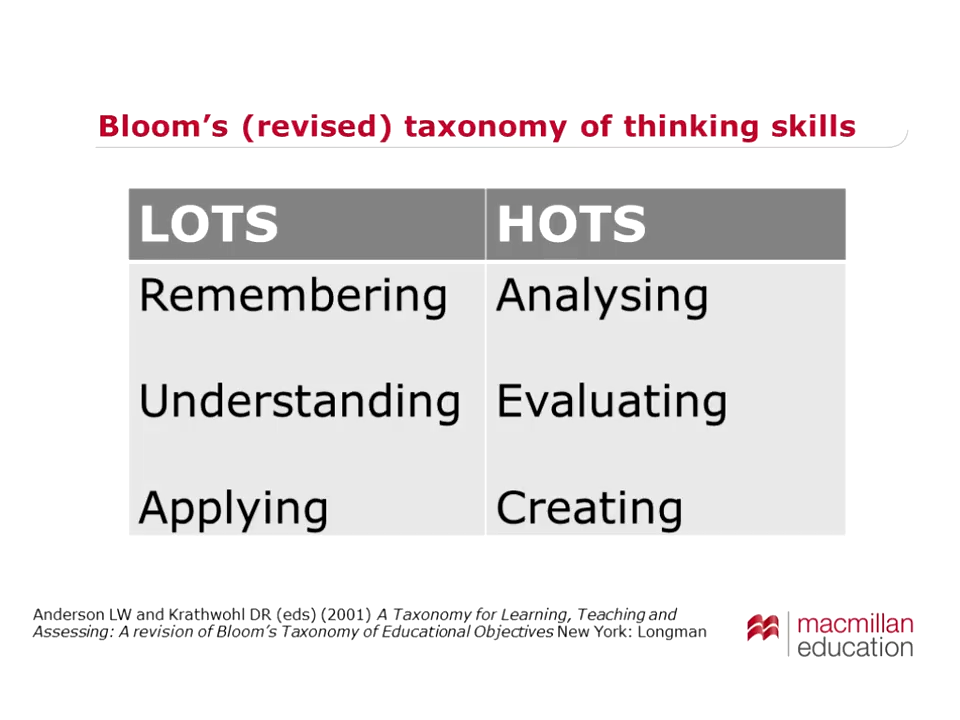 Bloom’s (revised) taxonomy of thinking skills
LOTS HOTS
Remembering Analysing
Understanding Evaluating
Applying Creating
Anderson LW and Krathwohl DR (eds) (2001) A Taxonomy for Learning, Teaching and
Assessing: A revision of Bloom’s Taxonomy of Educational Objectives New York: Longman
macmillan
education